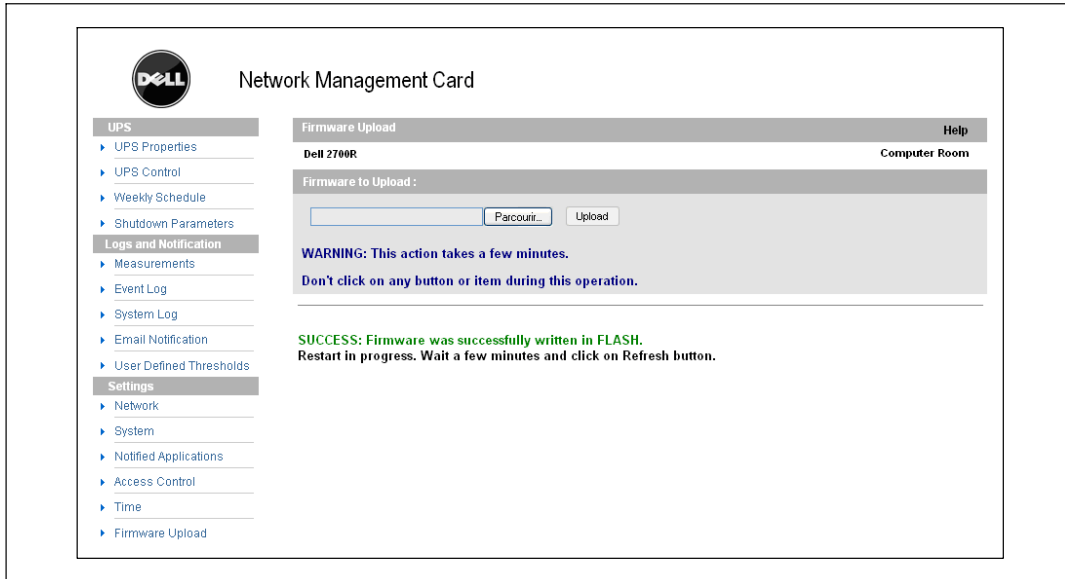 DELL
Network Management Card
UPS
UPS Properties
UPS Control
Weekly Schedule
Shutdown Parameters
Logs and Notification
Measurements
Event Log
System Log
Email Notification
User Defined Thresholds
Settings
Network
System
Notified Applications
Access Control
Time
Firmware Upload
Firmware Upload Help
Dell 2700R Computer Room
Firmware to Upload :
Parcourir... Upload
WARNING: This action takes a few minutes.
Don't click on any button or item during this operation.
SUCCESS: Firmware was successfully written in FLASH.
Restart in progress. Wait a few minutes and click on Refresh button.